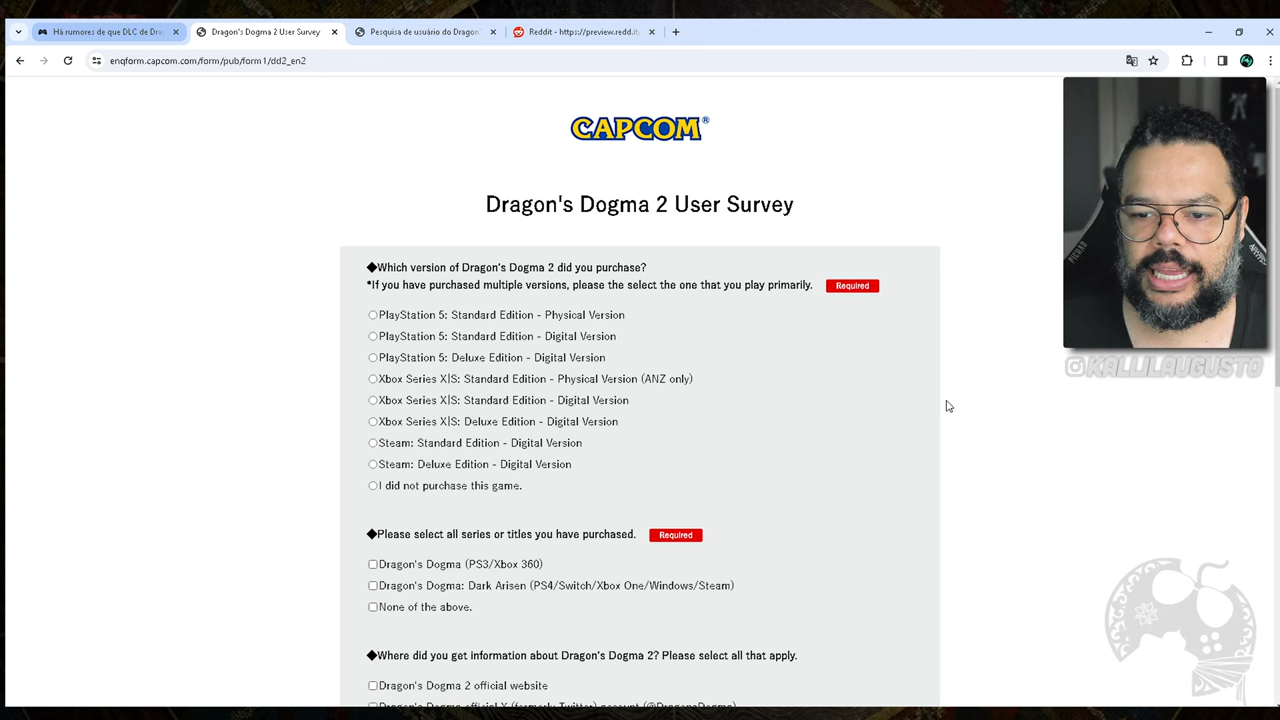 Há rumores de que DLC de Dra
Dragon's Dogma 2 User Survey
Pesquisa de usuário do Dragon'
Reddit - https://preview.redd.it
enqform.capcom.com/form/pub/form1/dd2_en2
CAPCOM®
Dragon's Dogma 2 User Survey
◆Which version of Dragon's Dogma 2 did you purchase?
*If you have purchased multiple versions, please the select the one that you play primarily. Required
PlayStation 5: Standard Edition - Physical Version
PlayStation 5: Standard Edition - Digital Version
PlayStation 5: Deluxe Edition - Digital Version
Xbox Series X|S: Standard Edition - Physical Version (ANZ only)
Xbox Series X|S: Standard Edition - Digital Version
Xbox Series X|S: Deluxe Edition - Digital Version
Steam: Standard Edition - Digital Version
Steam: Deluxe Edition - Digital Version
I did not purchase this game.
◆Please select all series or titles you have purchased. Required
Dragon's Dogma (PS3/Xbox 360)
Dragon's Dogma: Dark Arisen (PS4/Switch/Xbox One/Windows/Steam)
None of the above.
◆Where did you get information about Dragon's Dogma 2? Please select all that apply.
Dragon's Dogma 2 official website
Dragon's Dogma official X (formerly Twitter) account (@DragonsDogma)
PICHAU
@KALLILAUGUSTO